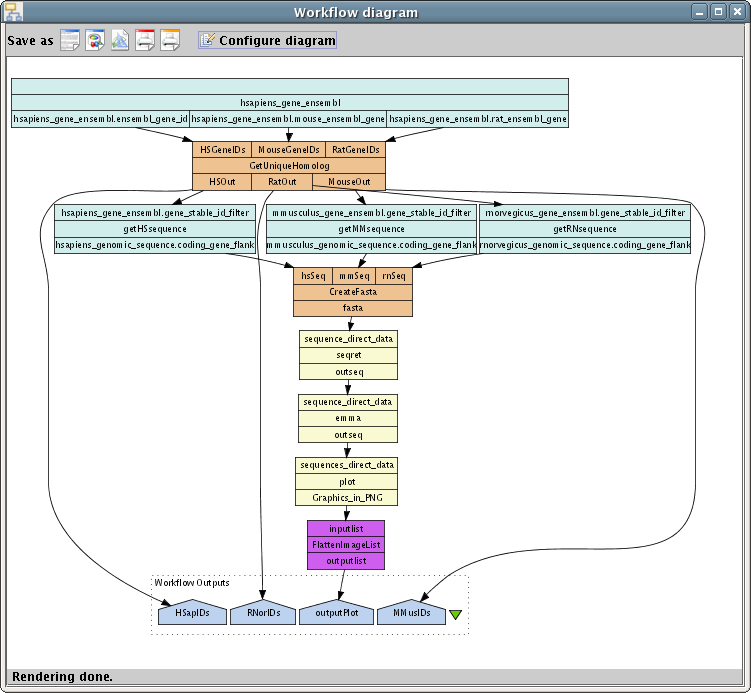 Workflow diagram
Save as Configure diagram
hsapiens_gene_ensembl
hsapiens_gene_ensembl.ensembl_gene_id hsapiens_gene_ensembl.mouse_ensembl_gene hsapiens_gene_ensembl.rat_ensembl_gene
HSGeneIDs MouseGeneIDs RatGeneIDs
GetUniqueHomolog
HSOut RatOut MouseOut
hsapiens_gene_ensembl.gene_stable_id_filter mmusculus_gene_ensembl.gene_stable_id_filter rnorvegicus_gene_ensembl.gene_stable_id_filter
getHSsequence getMMsequence getRNsequence
hsapiens_genomic_sequence.coding_gene_flank mmusculus_genomic_sequence.coding_gene_flank rnorvegicus_genomic_sequence.coding_gene_flank
hsSeq mmSeq rnSeq
CreateFasta
fasta
sequence_direct_data
seqret
outseq
sequence_direct_data
emma
outseq
sequences_direct_data
plot
Graphics_in_PNG
inputlist
FlattenImageList
outputlist
Workflow Outputs
HSapIDs RNorIDs outputPlot MMusIDs
Rendering done.